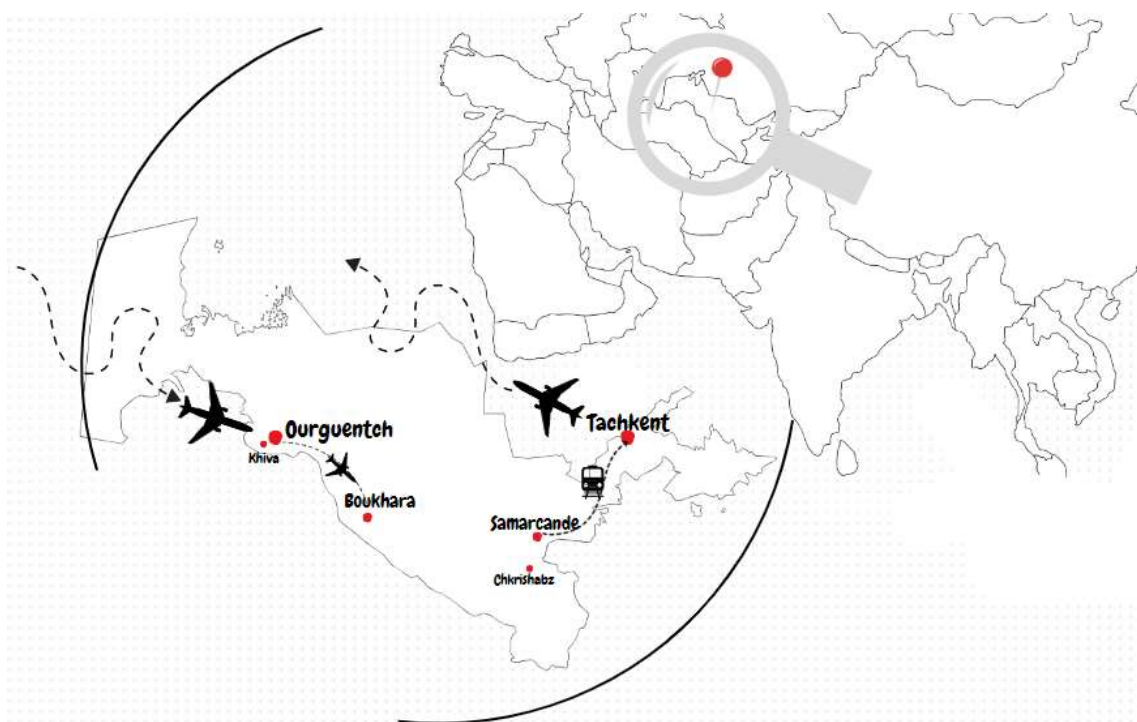 Tachkent
Ourguentch
Khiva
Boukhara
Samarcande
Chkrishabz